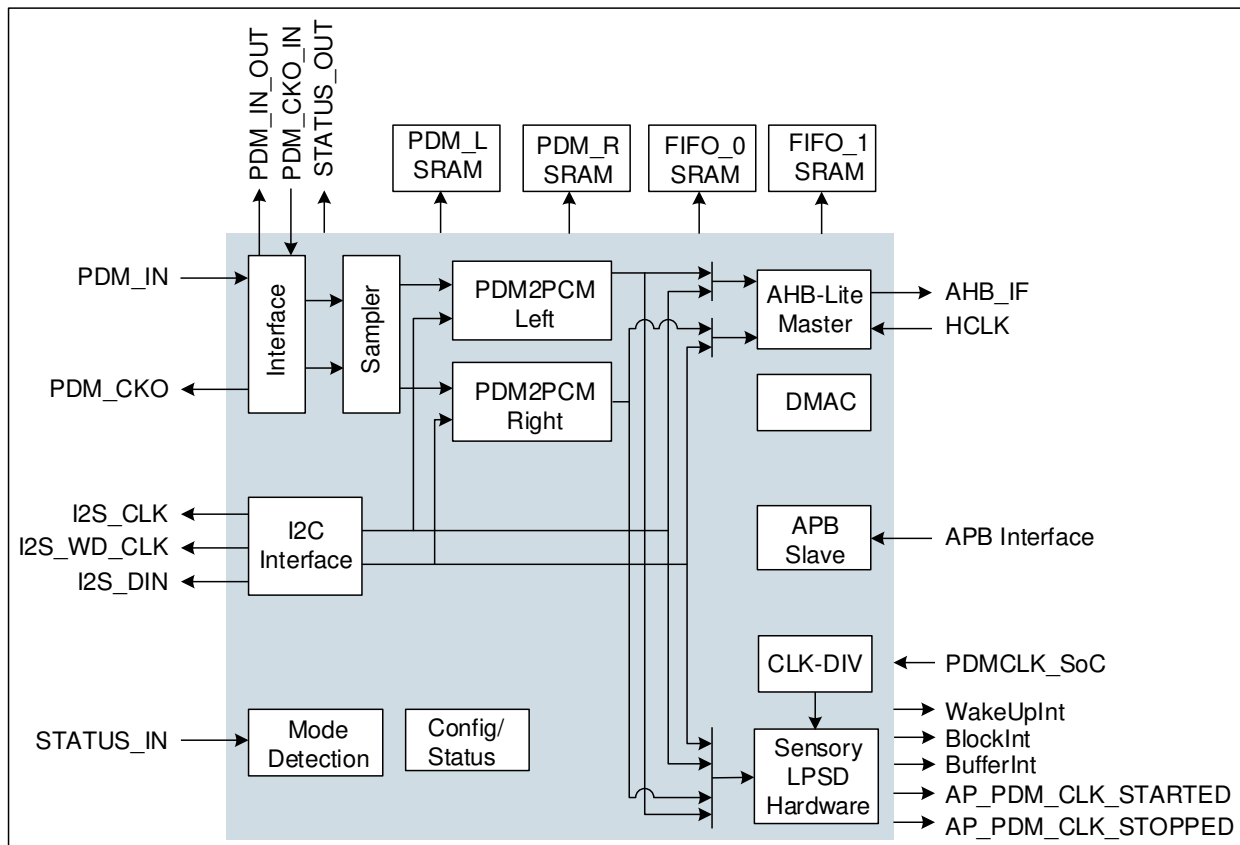 PDM_IN_OUT
PDM_CKO_IN
STATUS_OUT
PDM_L
SRAM
PDM_R
SRAM
FIFO_0
SRAM
FIFO_1
SRAM
PDM_IN
PDM_CKO
Interface
Sampler
PDM2PCM
Left
PDM2PCM
Right
AHB-Lite
Master
AHB_IF
HCLK
DMAC
I2S_CLK
I2S_WD_CLK
I2S_DIN
I2C
Interface
APB
Slave
APB Interface
CLK-DIV
PDMCLK_SoC
STATUS_IN
Mode
Detection
Config/
Status
Sensory
LPSD
Hardware
WakeUpInt
BlockInt
BufferInt
AP_PDM_CLK_STARTED
AP_PDM_CLK_STOPPED